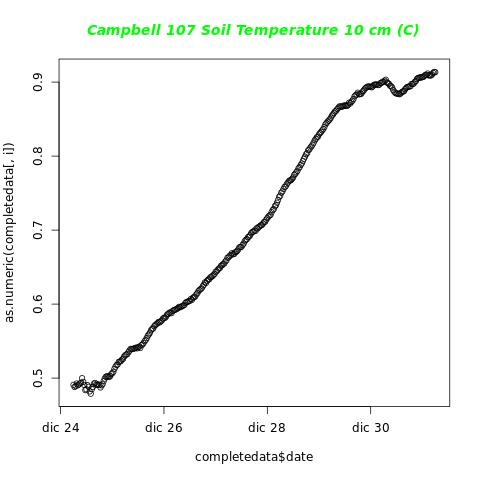 Campbell 107 Soil Temperature 10 cm (C)
as.numeric(completedata[, i])
0.9
0.8
0.7
0.6
0.5
dic 24 dic 26 dic 28 dic 30
completedata$date